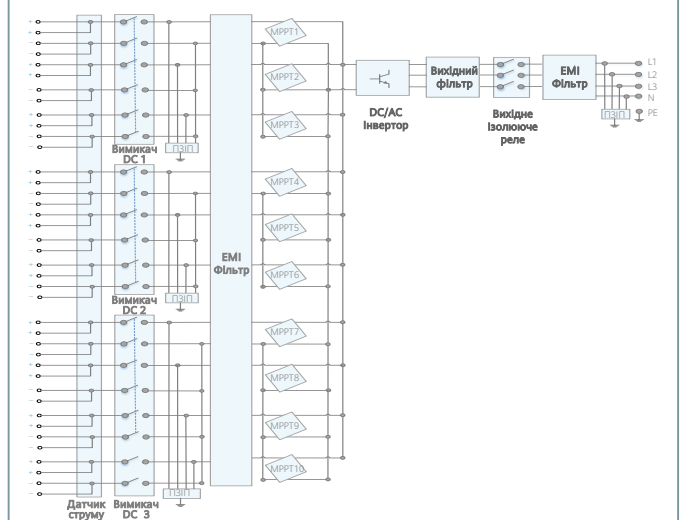 MPPT1
MPPT2
MPPT3
ПЗІП
Вимикач
DC 1
MPPT4
MPPT5
MPPT6
ПЗІП
Вимикач
DC 2
EMI
Фільтр
MPPT7
MPPT8
MPPT9
MPPT10
ПЗІП
Датчик
струму
Вимикач
DC 3
DC/AC
Інвертор
Вихідний
фільтр
Вихідне
ізолююче
реле
EMI
Фільтр
ПЗІП
L1
L2
L3
N
PE